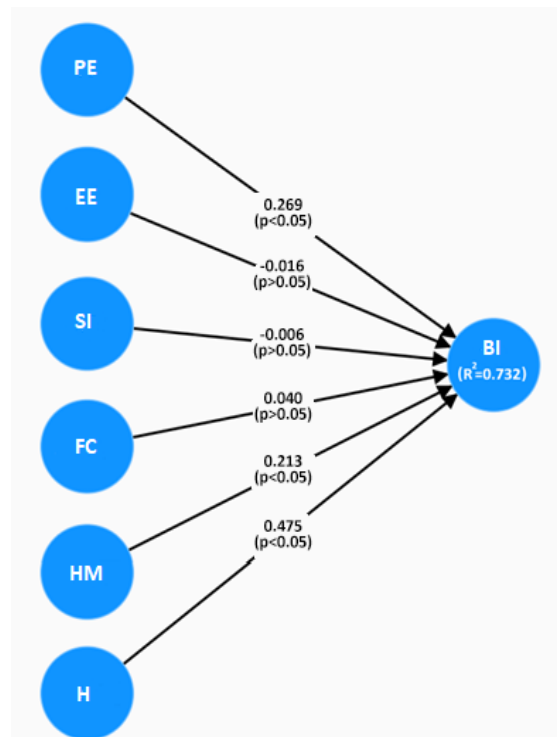 PE
0.269
(p<0.05)
EE
-0.016
(p>0.05)
SI
-0.006
(p>0.05)
BI
(R²=0.732)
FC
0.040
(p>0.05)
HM
0.213
(p<0.05)
H
0.475
(p<0.05)